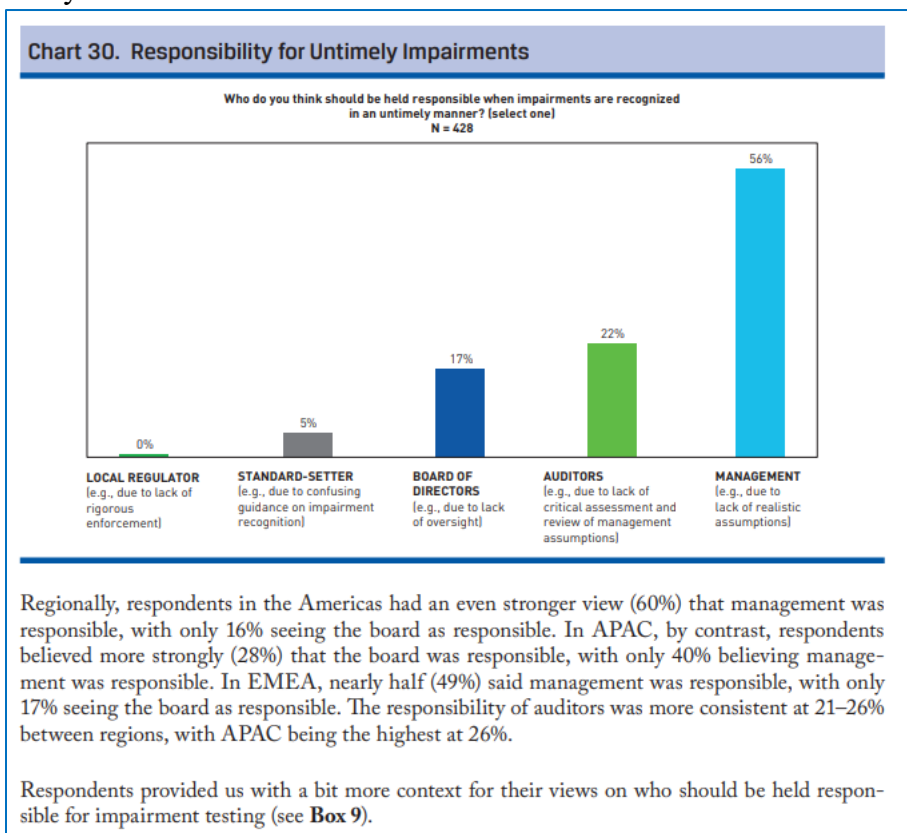 Chart 30. Responsibility for Untimely Impairments
Who do you think should be held responsible when impairments are recognized
in an untimely manner? (select one)
N = 428
56%
22%
17%
5%
0%
LOCAL REGULATOR
(e.g., due to lack of
rigorous
enforcement)
STANDARD-SETTER
(e.g., due to confusing
guidance on impairment
recognition)
BOARD OF
DIRECTORS
(e.g., due to lack
of oversight)
AUDITORS
(e.g., due to lack of
critical assessment and
review of management
assumptions)
MANAGEMENT
(e.g., due to
lack of realistic
assumptions)
Regionally, respondents in the Americas had an even stronger view (60%) that management was
responsible, with only 16% seeing the board as responsible. In APAC, by contrast, respondents
believed more strongly (28%) that the board was responsible, with only 40% believing manage-
ment was responsible. In EMEA, nearly half (49%) said management was responsible, with only
17% seeing the board as responsible. The responsibility of auditors was more consistent at 21–26%
between regions, with APAC being the highest at 26%.
Respondents provided us with a bit more context for their views on who should be held respon-
sible for impairment testing (see Box 9).